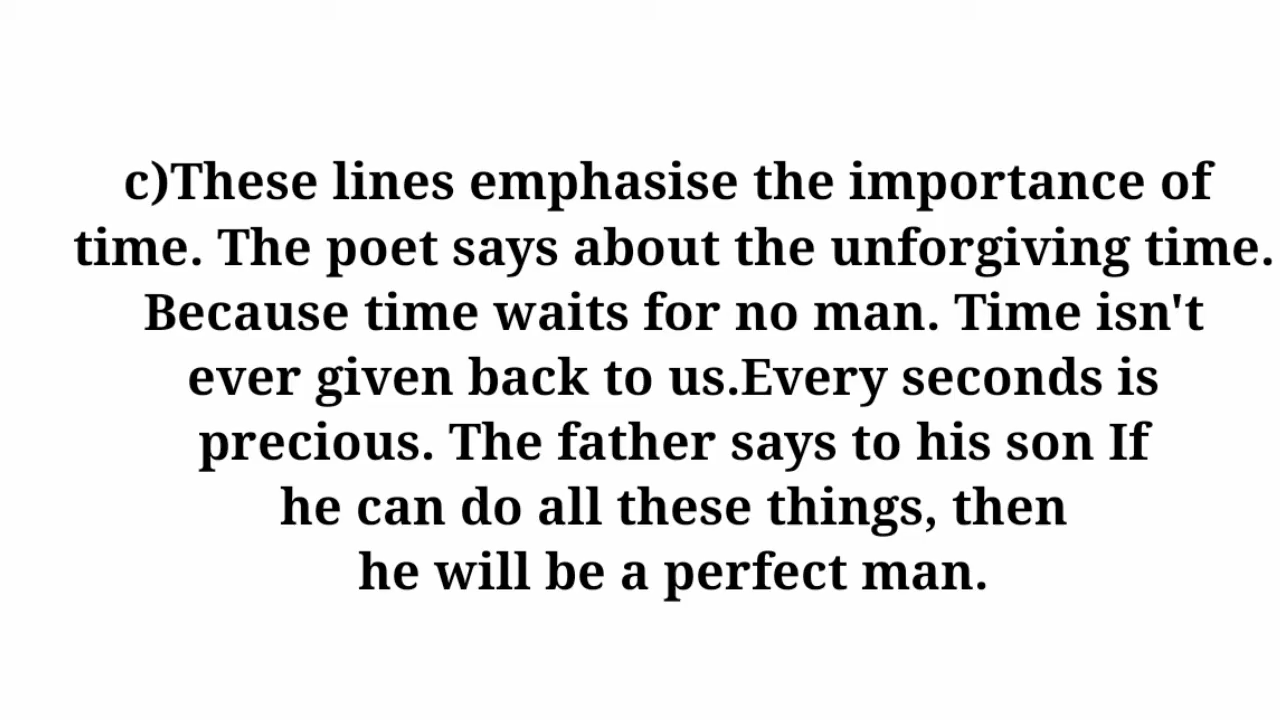 c)These lines emphasise the importance of
time. The poet says about the unforgiving time.
Because time waits for no man. Time isn't
ever given back to us.Every seconds is
precious. The father says to his son If
he can do all these things, then
he will be a perfect man.